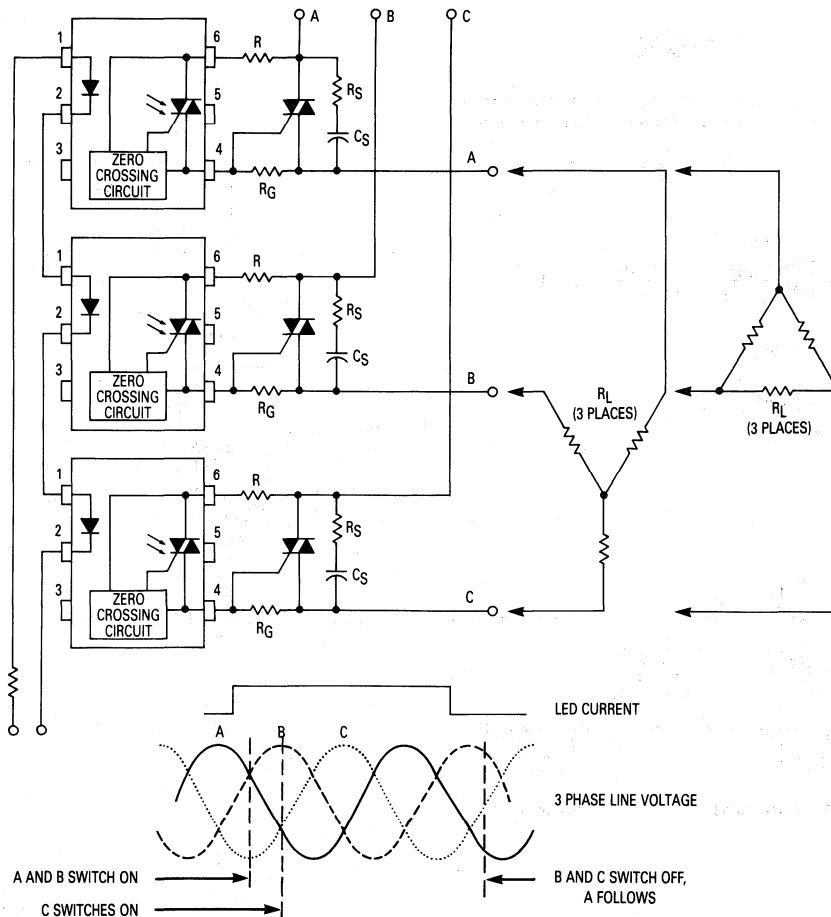 A
B
C
1
2
3
6
5
4
ZERO
CROSSING
CIRCUIT
R
RS
CS
RG
A
1
2
3
6
5
4
ZERO
CROSSING
CIRCUIT
R
RS
CS
RG
B
RL
(3 PLACES)
RL
(3 PLACES)
1
2
3
6
5
4
ZERO
CROSSING
CIRCUIT
R
RS
CS
RG
C
LED CURRENT
A
B
C
3 PHASE LINE VOLTAGE
A AND B SWITCH ON
B AND C SWITCH OFF,
A FOLLOWS
C SWITCHES ON